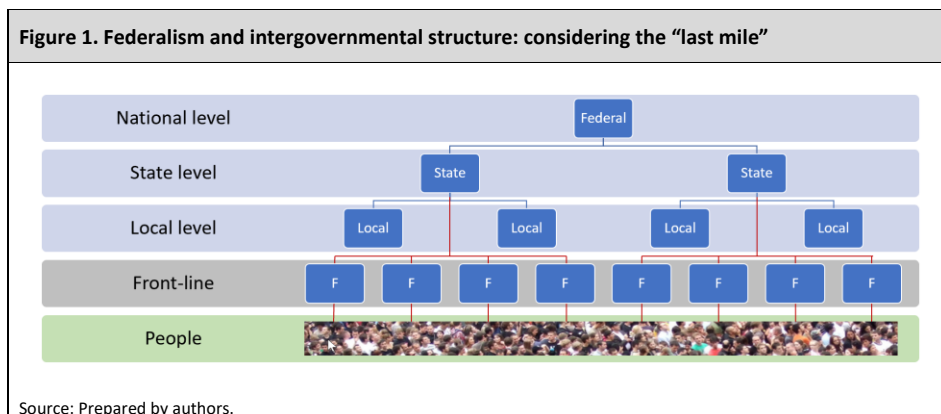 Figure 1. Federalism and intergovernmental structure: considering the “last mile”
National level Federal
State level State State
Local level Local Local Local Local
Front-line F F F F F F F F
People
Source: Prepared by authors.